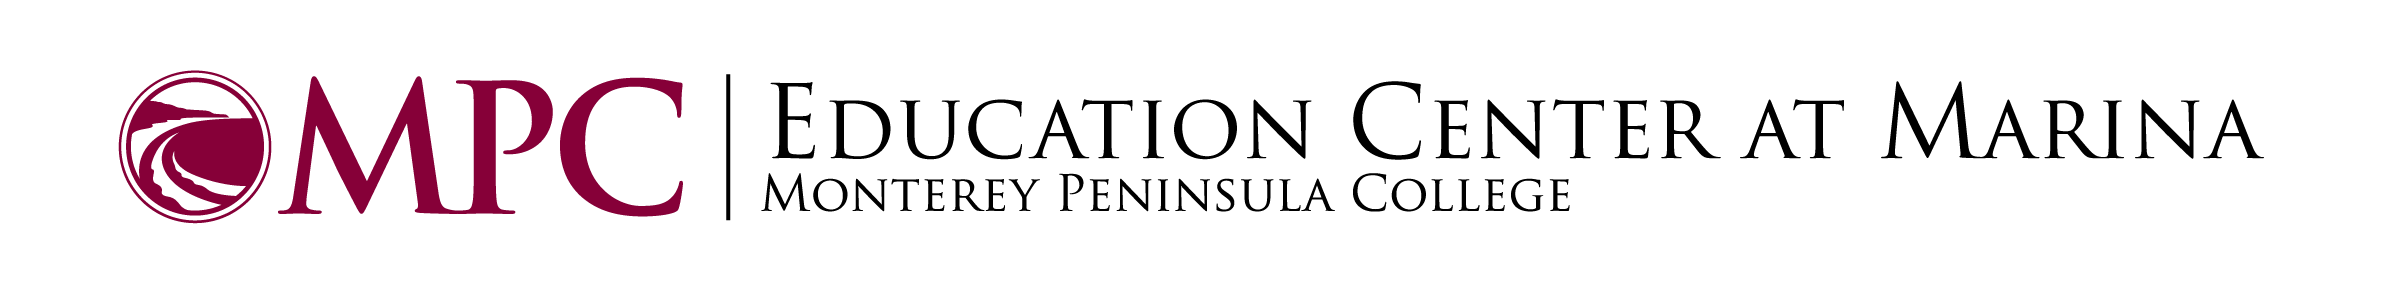 MPC
Education Center at Marina
Monterey Peninsula College